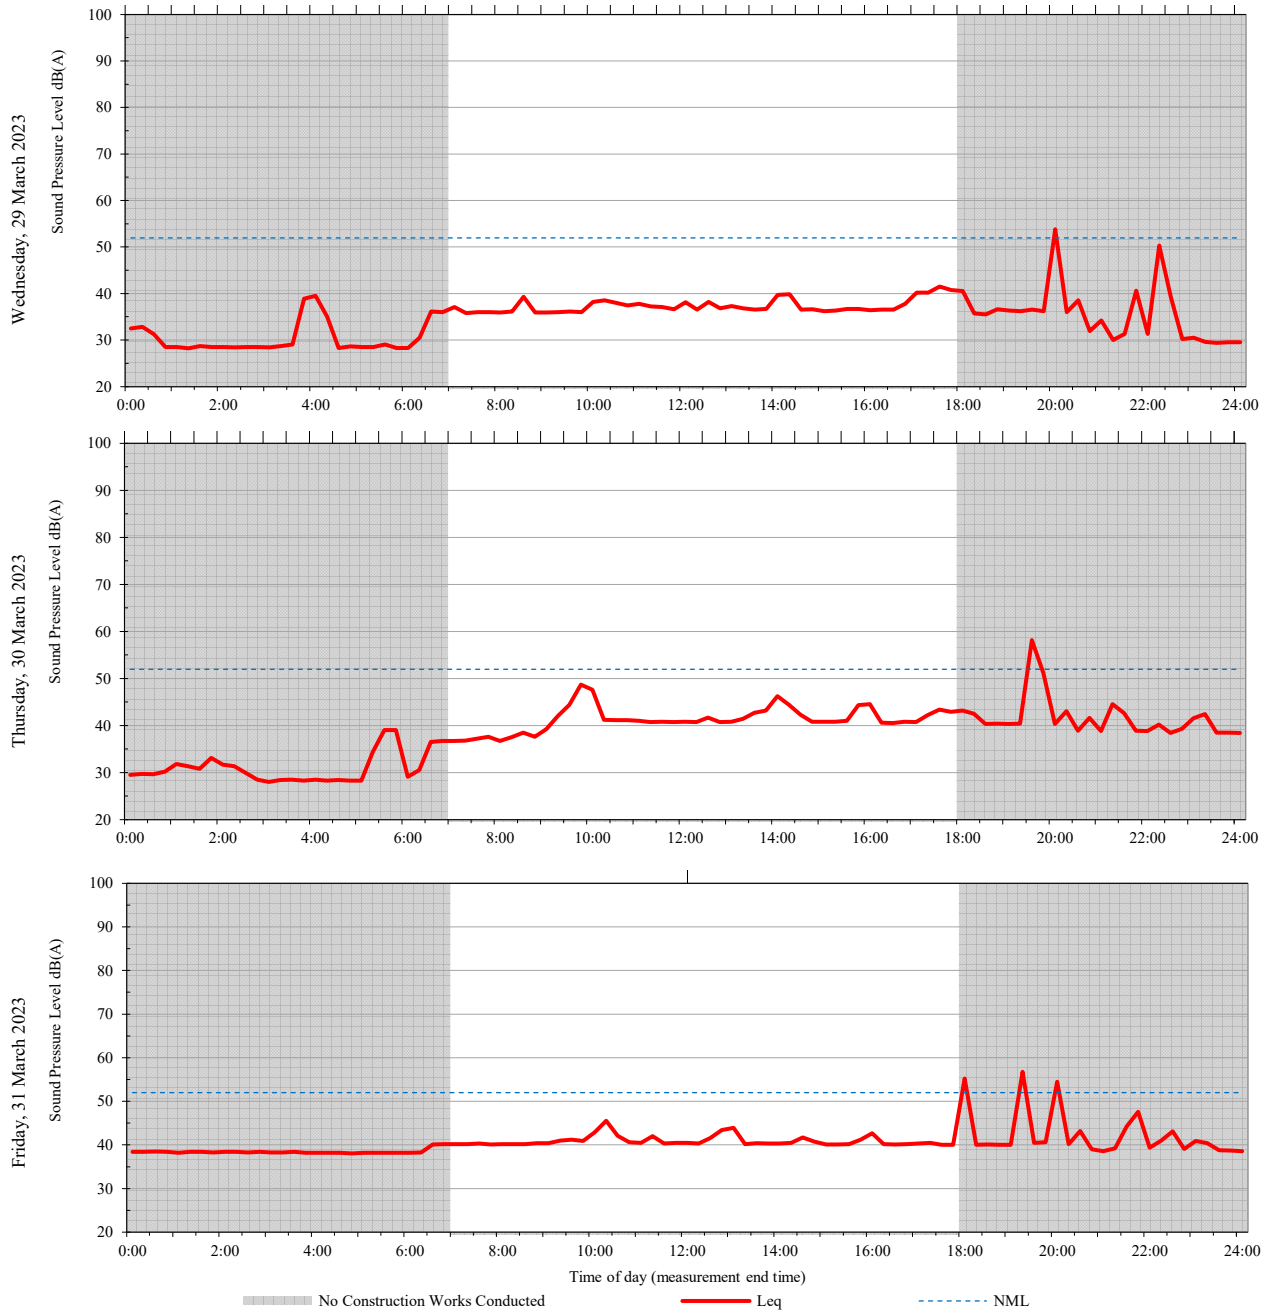 Wednesday, 29 March 2023
Sound Pressure Level dB(A)
100
90
80
70
60
50
40
30
20
0:00 2:00 4:00 6:00 8:00 10:00 12:00 14:00 16:00 18:00 20:00 22:00 24:00
Thursday, 30 March 2023
Sound Pressure Level dB(A)
100
90
80
70
60
50
40
30
20
0:00 2:00 4:00 6:00 8:00 10:00 12:00 14:00 16:00 18:00 20:00 22:00 24:00
Friday, 31 March 2023
Sound Pressure Level dB(A)
100
90
80
70
60
50
40
30
20
0:00 2:00 4:00 6:00 8:00 10:00 12:00 14:00 16:00 18:00 20:00 22:00 24:00
Time of day (measurement end time)
No Construction Works Conducted Leq NML